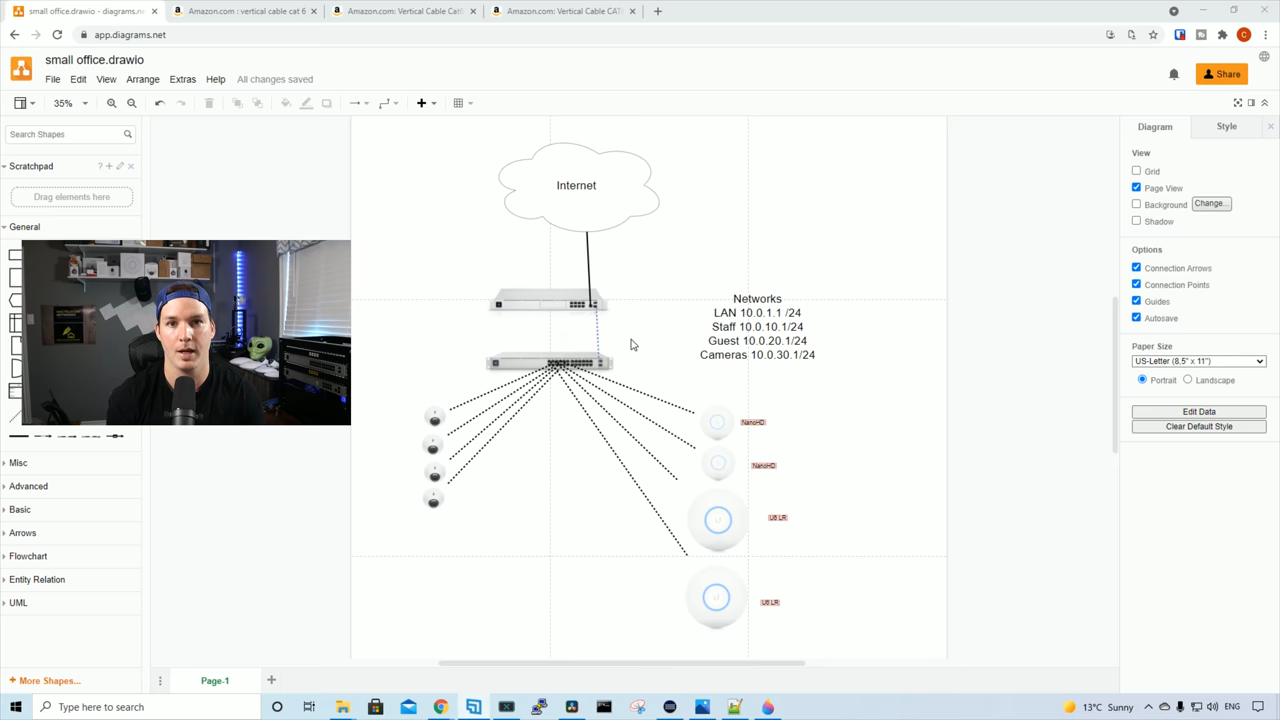 small office.drawio - diagrams.ne
Amazon.com : vertical cable cat 6
Amazon.com: Vertical Cable Cat6
Amazon.com: Vertical Cable CAT6
app.diagrams.net
C
small office.drawio
File Edit View Arrange Extras Help All changes saved
Share
35%
Search Shapes
Scratchpad
Drag elements here
General
Misc
Advanced
Basic
Arrows
Flowchart
Entity Relation
UML
+ More Shapes...
Internet
Networks
LAN 10.0.1.1 /24
Staff 10.0.10.1/24
Guest 10.0.20.1/24
Cameras 10.0.30.1/24
NanoHD
NanoHD
U6 LR
U6 LR
Diagram Style
View
Grid
Page View
Background Change...
Shadow
Options
Connection Arrows
Connection Points
Guides
Autosave
Paper Size
US-Letter (8,5" x 11")
Portrait Landscape
Edit Data
Clear Default Style
Page-1
Type here to search
13°C Sunny
ENG